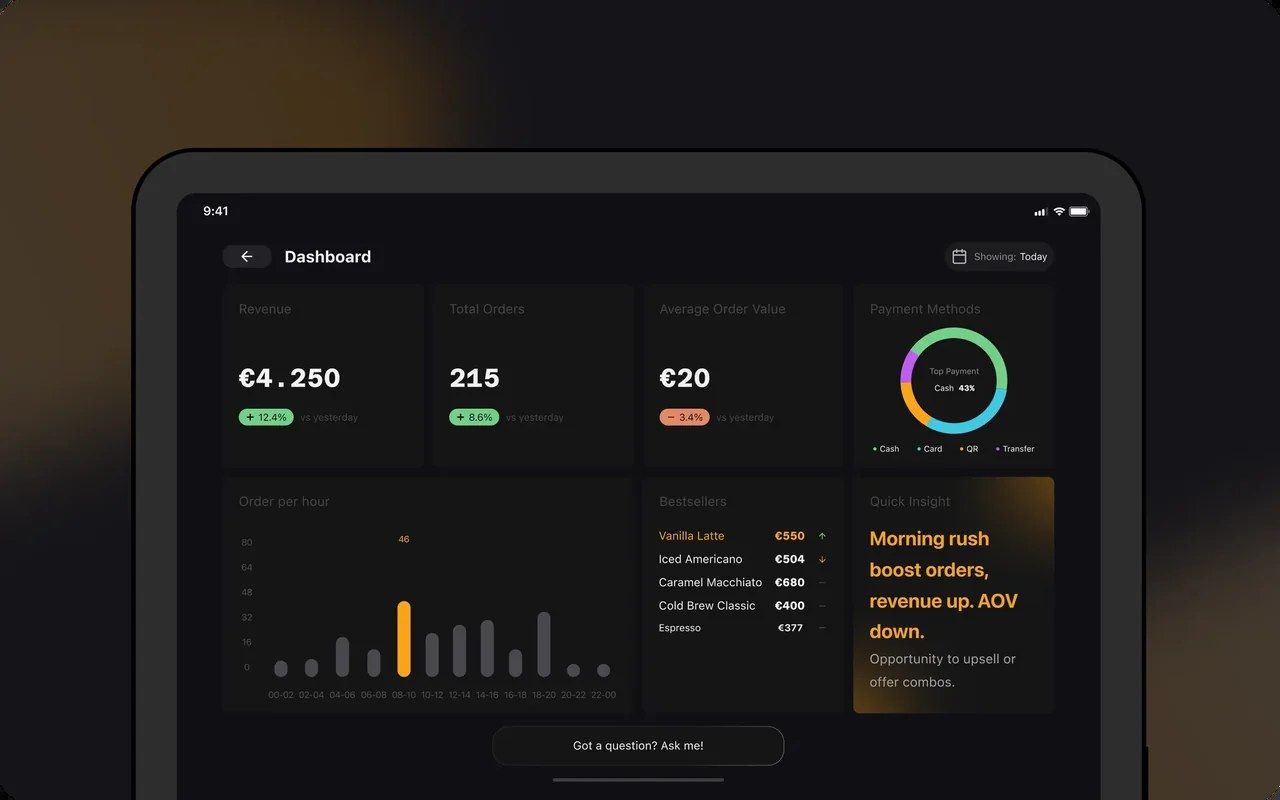 9:41
Dashboard
Showing: Today
Revenue
€4.250
+ 12.4% vs yesterday
Total Orders
215
+ 8.6% vs yesterday
Average Order Value
€20
− 3.4% vs yesterday
Payment Methods
Top Payment
Cash 43%
Cash Card QR Transfer
Order per hour
46
80
64
48
32
16
0
00-02 02-04 04-06 06-08 08-10 10-12 12-14 14-16 16-18 18-20 20-22 22-00
Bestsellers
Vanilla Latte €550
Iced Americano €504
Caramel Macchiato €680
Cold Brew Classic €400
Espresso €377
Quick Insight
Morning rush
boost orders,
revenue up. AOV
down.
Opportunity to upsell or
offer combos.
Got a question? Ask me!